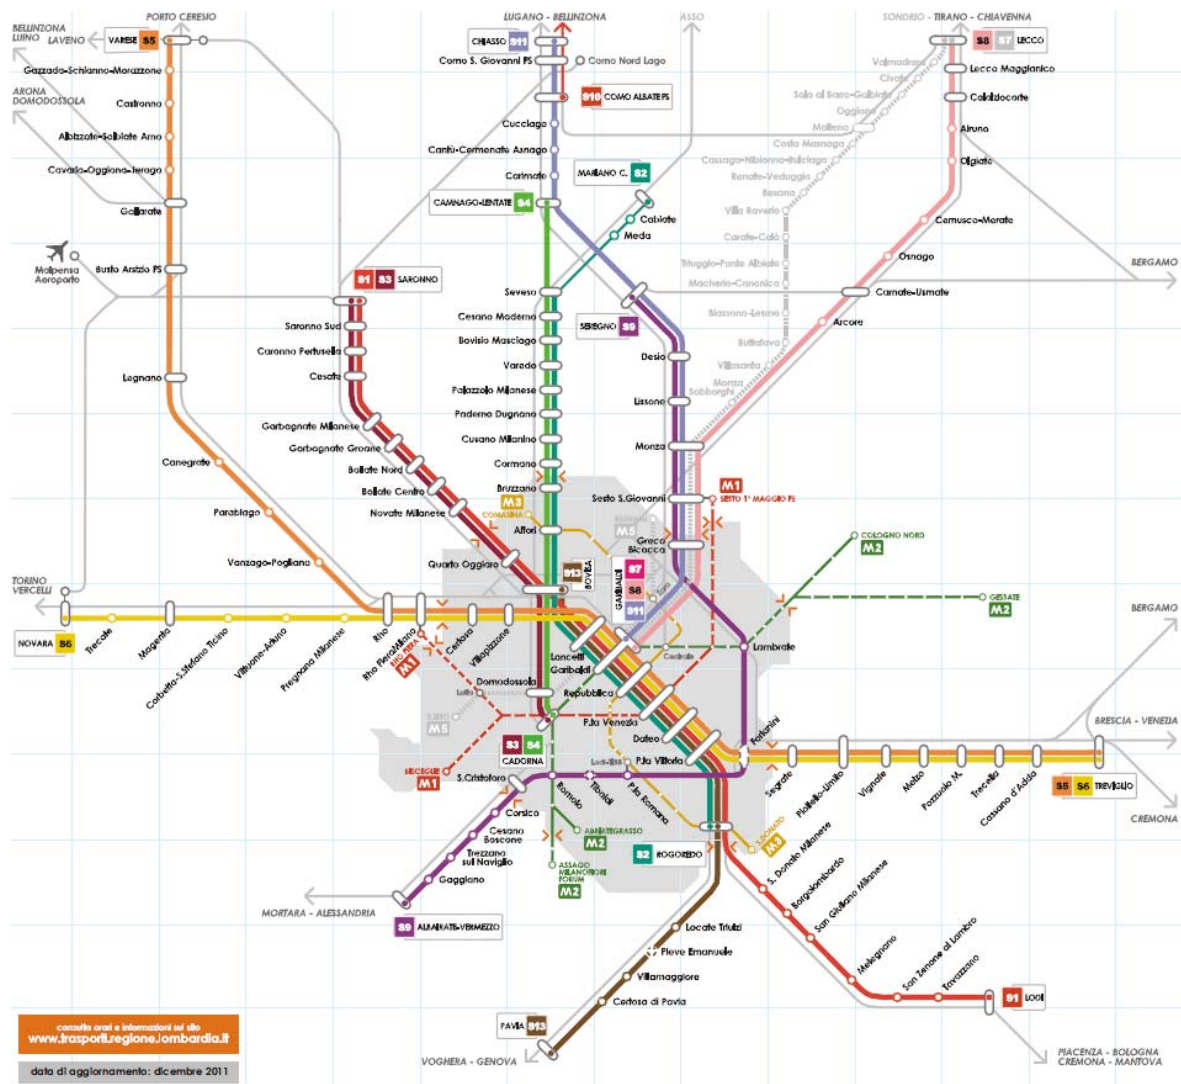 PORTO CERESIO
LUGANO - BELLINZONA
ASSO
SONDRIO - TIRANO - CHIAVENNA
BELLINZONA
LUINO
LAVENO
VARESE S5
CHIASSO S11
S8 S7 LECCO
Gazzada-Schianno-Morazzone
Como S. Giovanni FS
Como Nord Lago
Valmadrera
Lecco Maggianico
Civate
ARONA
DOMODOSSOLA
Castronno
S10 COMO ALBATE FS
Sala al Barro-Galbiate
Calolziocorte
Oggiono
Albizzate-Solbiate Arno
Cucciago
Molteno
Airuno
Costa Masnaga
Cantù-Cermenate Asnago
Cassago-Nibionno-Bulciago
Olgiate
Cavaria-Oggiona-Jerago
Carimate
MARIANO C. S2
Renate-Veduggio
Besana
Gallarate
CAMNAGO-LENTATE S4
Cabiate
Villa Raverio
Cernusco-Merate
Meda
Carate-Calò
Malpensa
Aeroporto
Busto Arsizio FS
S1 S3 SARONNO
Triuggio-Ponte Albiate
Osnago
BERGAMO
Macherio-Canonica
Seveso
Carnate-Usmate
Saronno Sud
Cesano Maderno
SEREGNO S9
Biassono-Lesmo
Arcore
Caronno Pertusella
Bovisio Masciago
Buttafava
Desio
Legnano
Cesate
Varedo
Villasanta
Palazzolo Milanese
Lissone
Monza
Sobborghi
Garbagnate Milanese
Paderno Dugnano
Garbagnate Groane
Cusano Milanino
Monza
Canegrate
Bollate Nord
Cormano
Bollate Centro
Bruzzano
M1
Sesto S.Giovanni
SESTO 1° MAGGIO FS
Parabiago
Novate Milanese
M3
COMASINA
Affori
M5
Greco
Bicocca
COLOGNO NORD
M2
Vanzago-Pogliano
Quarto Oggiaro
S13 BOVISA
GARIBALDI S7 S8 S11
Zara
TORINO
VERCELLI
GESSATE
M2
BERGAMO
NOVARA S6
Trecate
Magenta
Corbetta-S.Stefano Ticino
Vittuone-Arluno
Pregnana Milanese
Rho
Rho Fiera Milano
RHO FIERA
M1
Certosa
Villapizzone
Lancetti
Garibaldi
Centrale
Lambrate
Domodossola
Repubblica
Lotto
S.SIRO
M5
P.ta Venezia
Dateo
Forlanini
BRESCIA - VENEZIA
S3 S4
CADORNA
P.ta Vittoria
BISCEGLIE
M1
S.Cristoforo
Romolo
Tibaldi
P.ta Romana
Segrate
Pioltello-Limito
Vignate
Melzo
Pozzuolo M.
Trecella
Cassano d'Adda
S5 S6 TREVIGLIO
CREMONA
Corsico
Cesano
Boscone
ABBIATEGRASSO
M2
Trezzano
sul Naviglio
S2 ROGOREDO
S.DONATO
M3
ASSAGO
MILANOFIORI
FORUM
M2
Gaggiano
S. Donato Milanese
Borgolombardo
San Giuliano Milanese
MORTARA - ALESSANDRIA
S9 ALBAIRATE-VERMEZZO
Locate Triulzi
Pieve Emanuele
Melegnano
San Zenone al Lambro
Tavazzano
Villamaggiore
Certosa di Pavia
S1 LODI
PAVIA S13
consulta orari e informazioni sul sito
www.trasporti.regione.lombardia.it
data di aggiornamento: dicembre 2011
VOGHERA - GENOVA
PIACENZA - BOLOGNA
CREMONA - MANTOVA